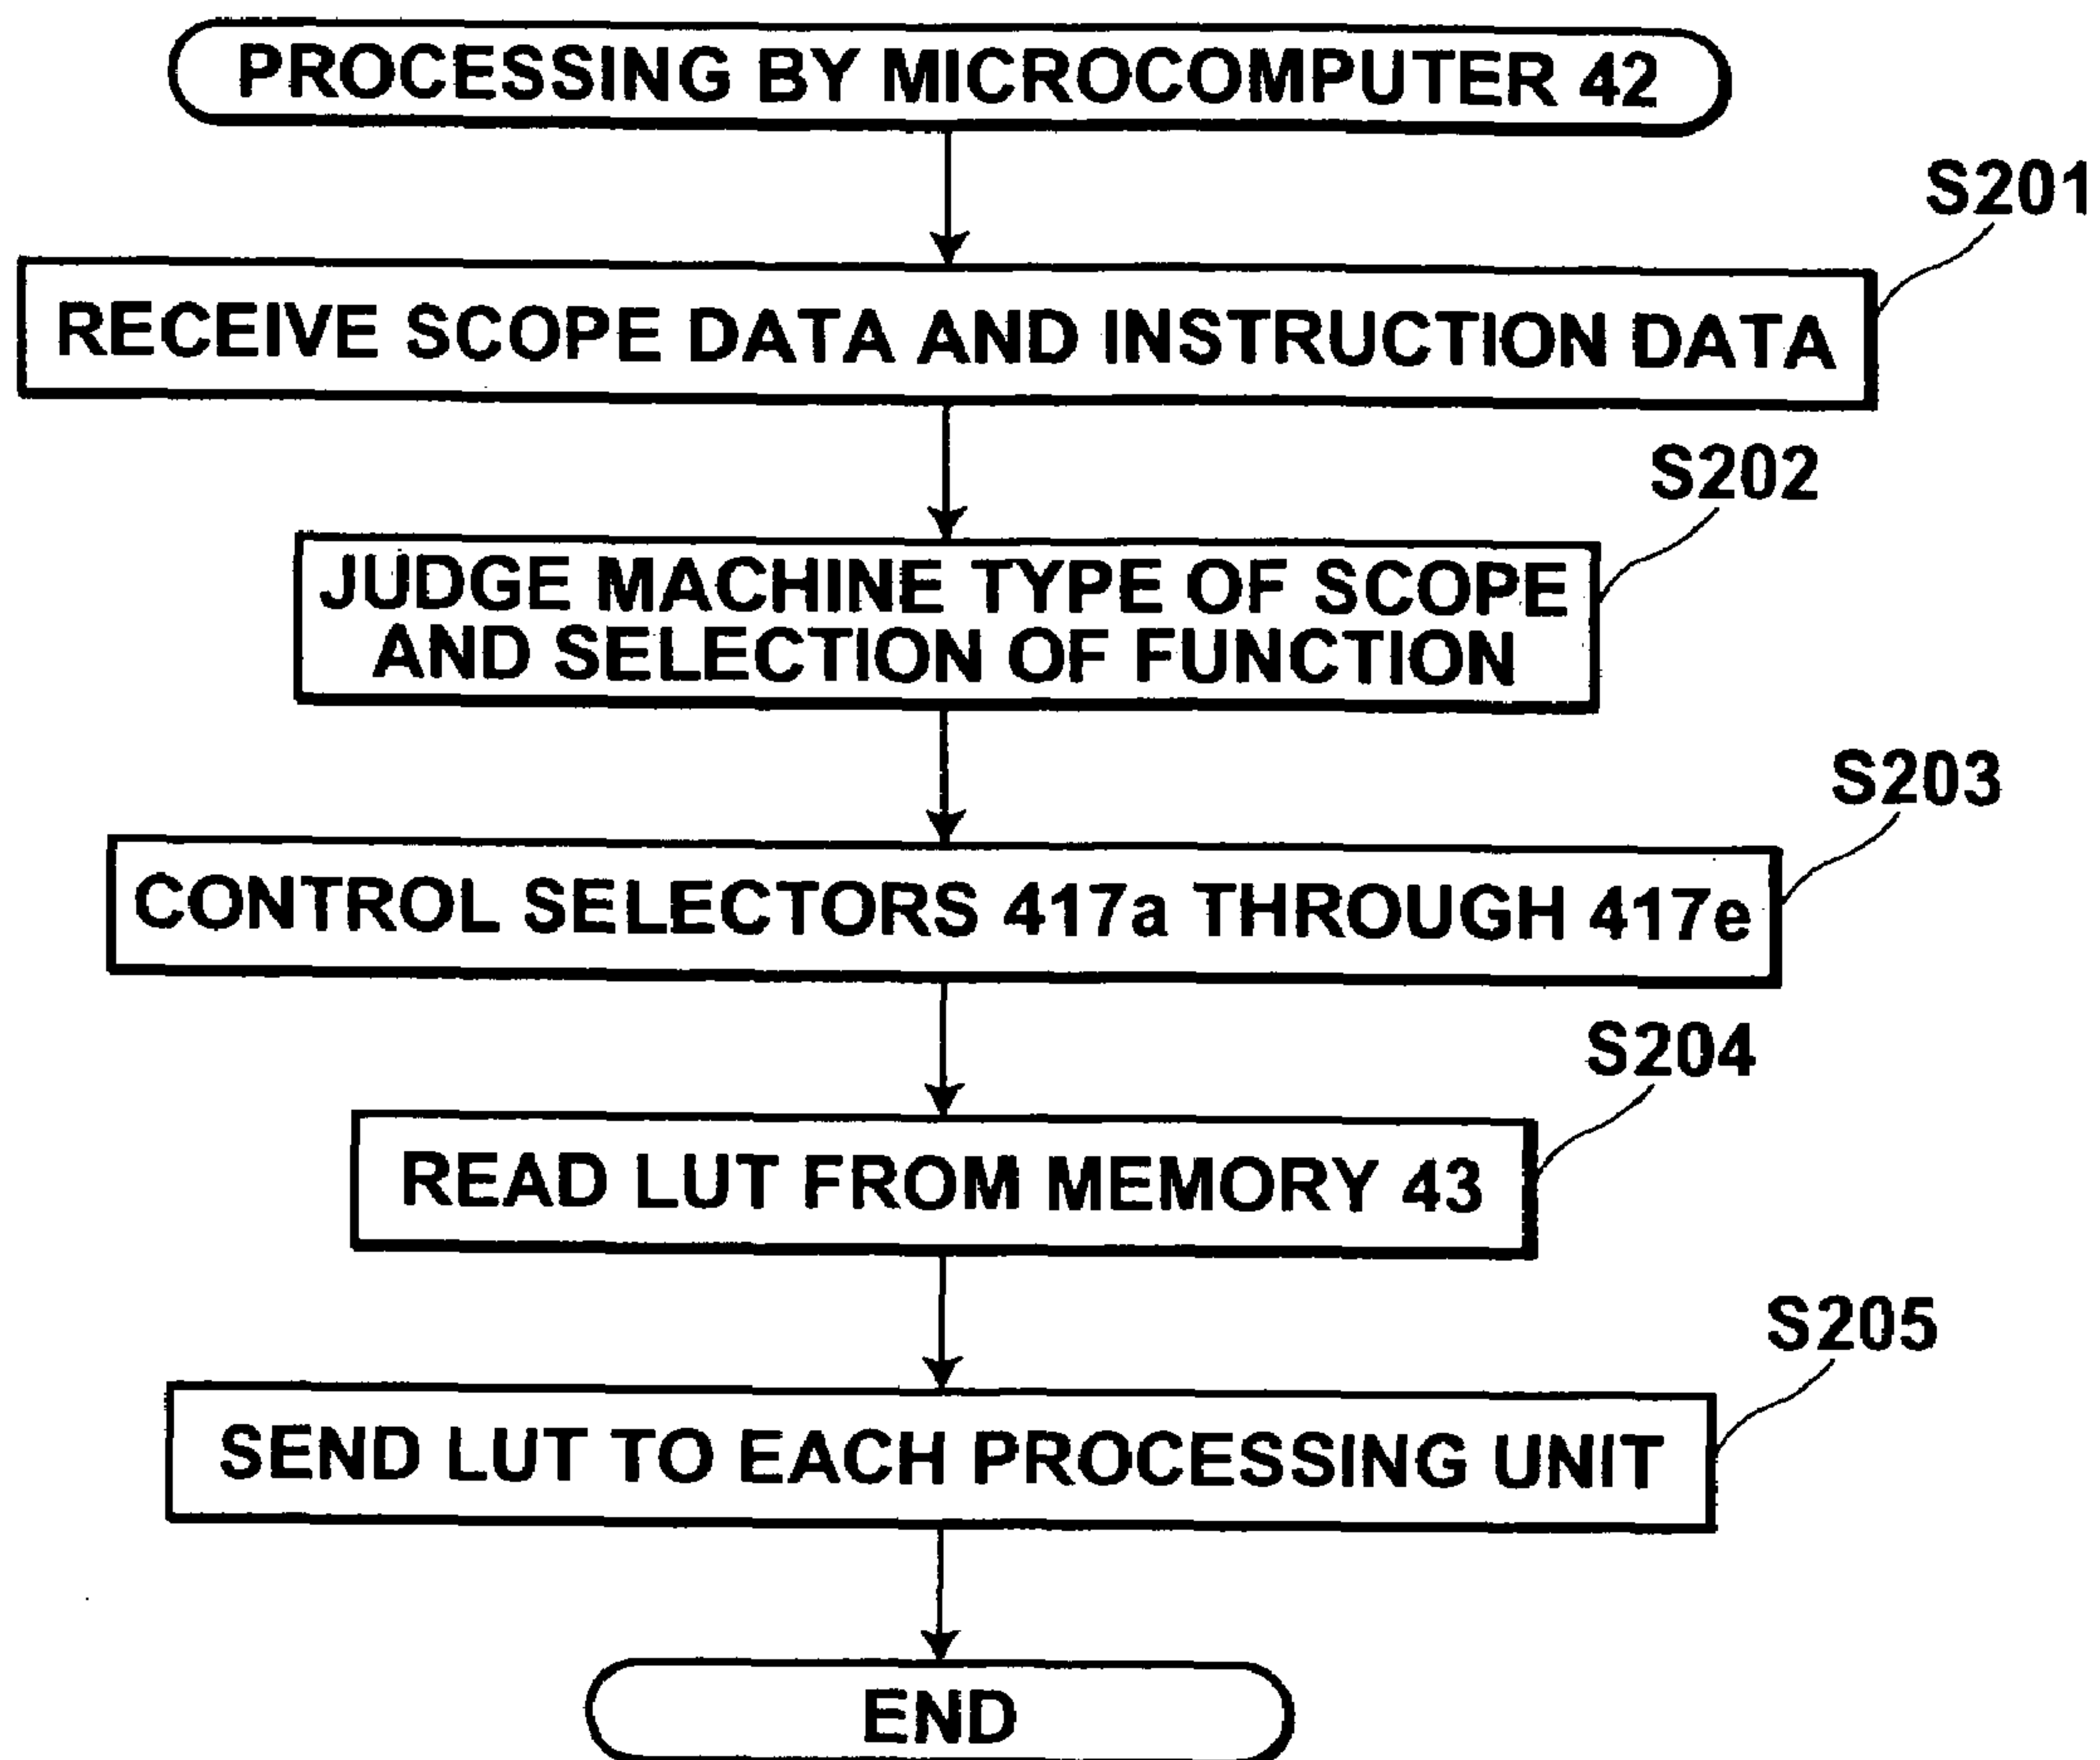 PROCESSING BY MICROCOMPUTER 42
S201
RECEIVE SCOPE DATA AND INSTRUCTION DATA
S202
JUDGE MACHINE TYPE OF SCOPE
AND SELECTION OF FUNCTION
S203
CONTROL SELECTORS 417a THROUGH 417e
S204
READ LUT FROM MEMORY 43
S205
SEND LUT TO EACH PROCESSING UNIT
END